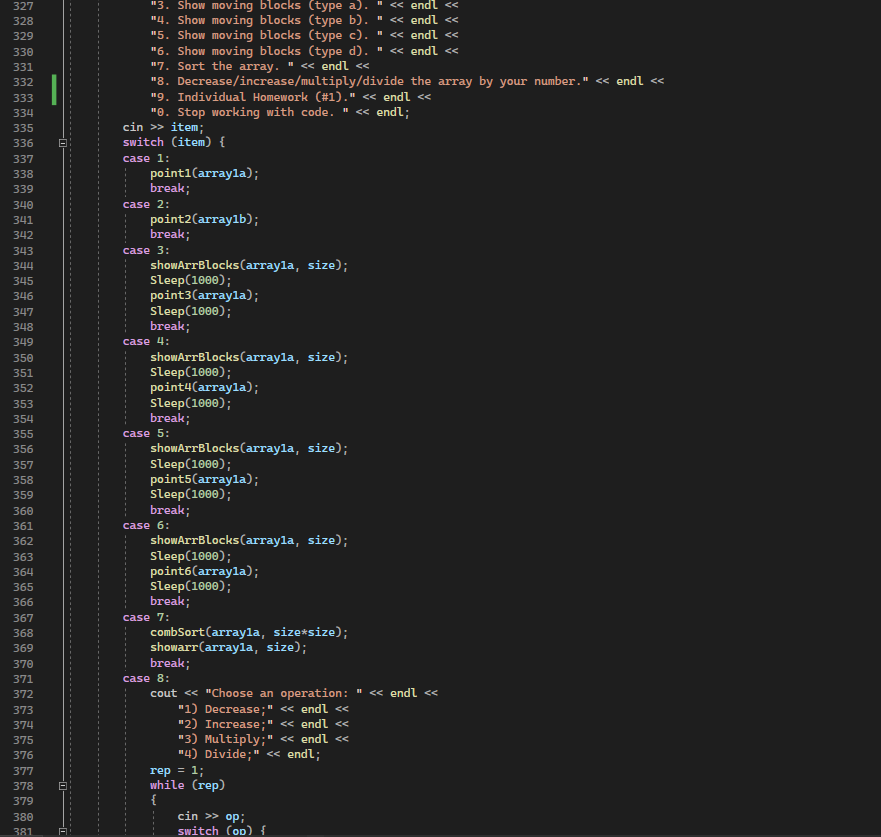 327 "3. Show moving blocks (type a). " << endl <<
328 "4. Show moving blocks (type b). " << endl <<
329 "5. Show moving blocks (type c). " << endl <<
330 "6. Show moving blocks (type d). " << endl <<
331 "7. Sort the array. " << endl <<
332 "8. Decrease/increase/multiply/divide the array by your number." << endl <<
333 "9. Individual Homework (#1)." << endl <<
334 "0. Stop working with code. " << endl;
335 cin >> item;
336 switch (item) {
337 case 1:
338 point1(array1a);
339 break;
340 case 2:
341 point2(array1b);
342 break;
343 case 3:
344 showArrBlocks(array1a, size);
345 Sleep(1000);
346 point3(array1a);
347 Sleep(1000);
348 break;
349 case 4:
350 showArrBlocks(array1a, size);
351 Sleep(1000);
352 point4(array1a);
353 Sleep(1000);
354 break;
355 case 5:
356 showArrBlocks(array1a, size);
357 Sleep(1000);
358 point5(array1a);
359 Sleep(1000);
360 break;
361 case 6:
362 showArrBlocks(array1a, size);
363 Sleep(1000);
364 point6(array1a);
365 Sleep(1000);
366 break;
367 case 7:
368 combSort(array1a, size*size);
369 showarr(array1a, size);
370 break;
371 case 8:
372 cout << "Choose an operation: " << endl <<
373 "1) Decrease;" << endl <<
374 "2) Increase;" << endl <<
375 "3) Multiply;" << endl <<
376 "4) Divide;" << endl;
377 rep = 1;
378 while (rep)
379 {
380 cin >> op;
381 switch (op) {